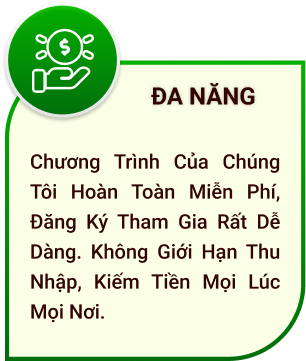 $
ĐA NĂNG
Chương Trình Của Chúng
Tôi Hoàn Toàn Miễn Phí,
Đăng Ký Tham Gia Rất Dễ
Dàng. Không Giới Hạn Thu
Nhập, Kiếm Tiền Mọi Lúc
Mọi Nơi.